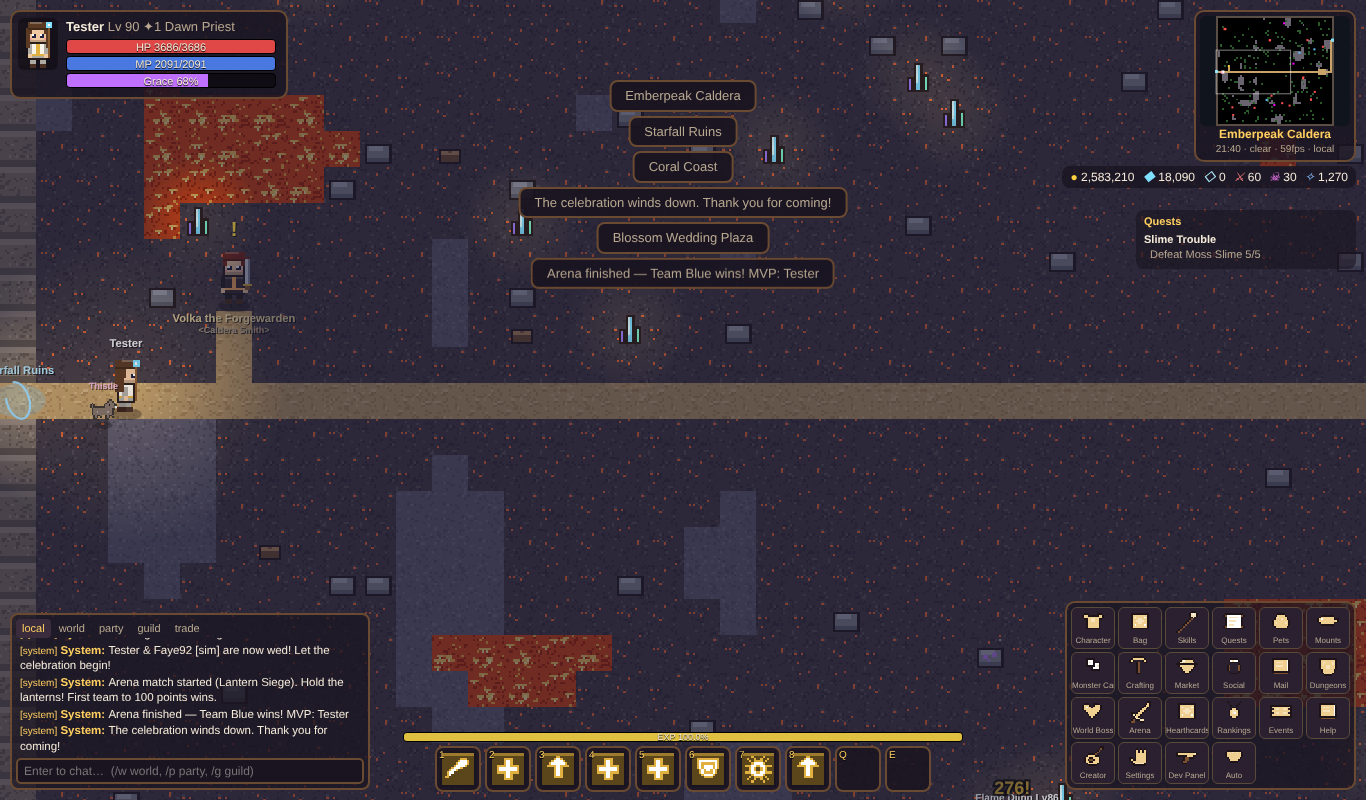 Tester Lv 90 ✦1 Dawn Priest
HP 3686/3686
MP 2091/2091
Grace 68%
Emberpeak Caldera
Starfall Ruins
Coral Coast
The celebration winds down. Thank you for coming!
Blossom Wedding Plaza
Arena finished — Team Blue wins! MVP: Tester
Emberpeak Caldera
21:40 · clear · 59fps · local
2,583,210 18,090 0 60 30 1,270
Quests
Slime Trouble
Defeat Moss Slime 5/5
!
Volka the Forgewarden
<Caldera Smith>
Tester
rfall Ruins
Thistle
local world party guild trade
[system] System: Tester & Faye92 [sim] are now wed! Let the
celebration begin!
[system] System: Arena match started (Lantern Siege). Hold the
lanterns! First team to 100 points wins.
[system] System: Arena finished — Team Blue wins! MVP: Tester
[system] System: The celebration winds down. Thank you for
coming!
Enter to chat… (/w world, /p party, /g guild)
EXP 100.0%
1 2 3 4 5 6 7 8 Q E
276!
Flame Djinn Lv86
Character Bag Skills Quests Pets Mounts
Monster Ca Crafting Market Social Mail Dungeons
World Boss Arena Hearthcards Rankings Events Help
Creator Settings Dev Panel Auto